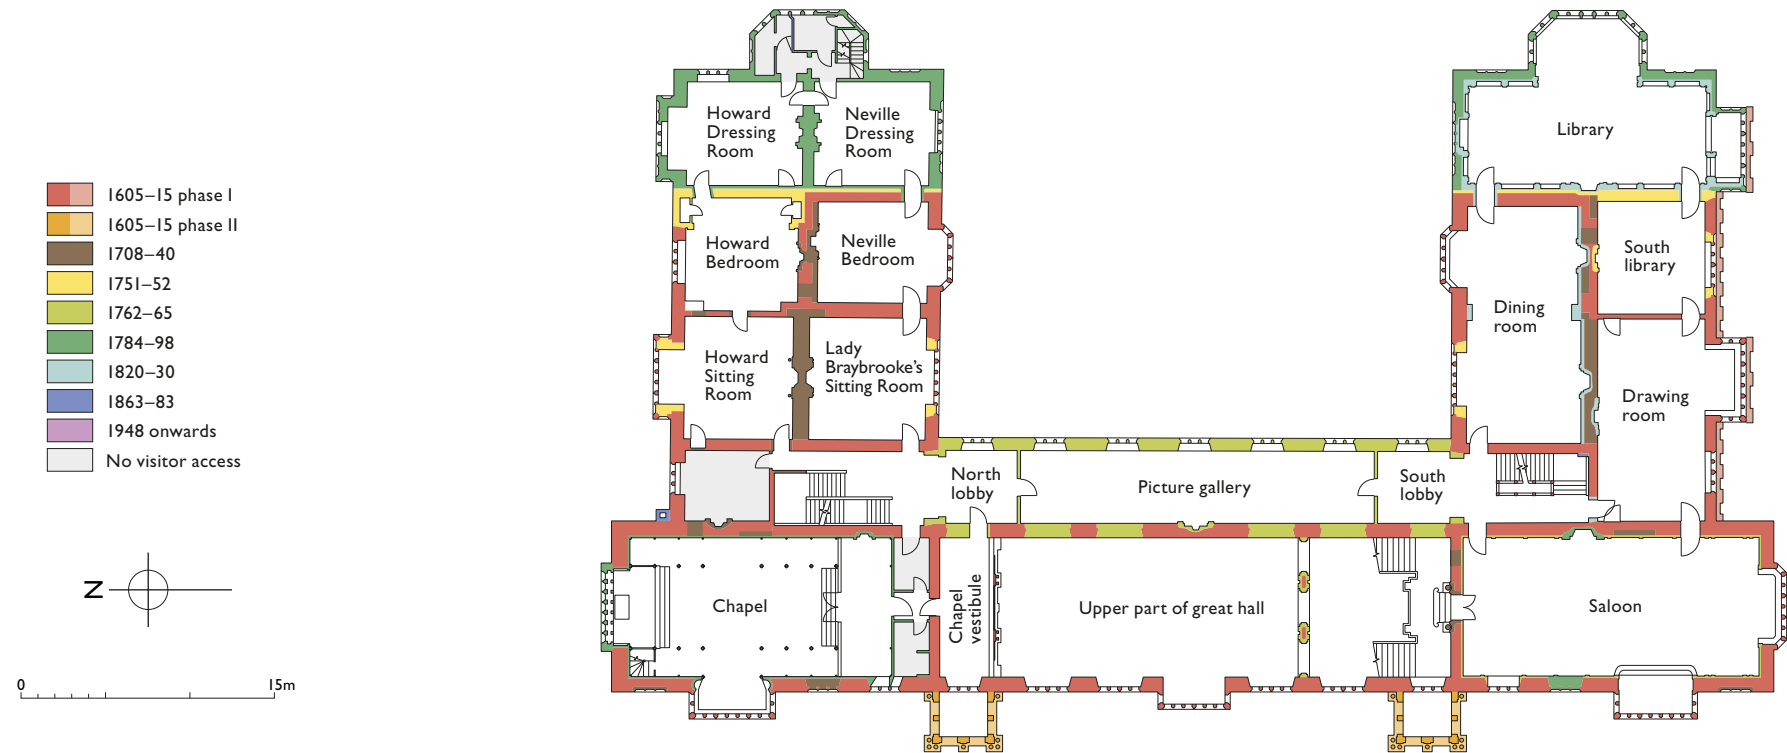 1605–15 phase I
1605–15 phase II
1708–40
1751–52
1762–65
1784–98
1820–30
1863–83
1948 onwards
No visitor access
N
0
15m
Howard
Dressing
Room
Neville
Dressing
Room
Howard
Bedroom
Neville
Bedroom
Howard
Sitting
Room
Lady
Braybrooke's
Sitting Room
Library
South
library
Dining
room
Drawing
room
North
lobby
Picture gallery
South
lobby
Chapel
Chapel
vestibule
Upper part of great hall
Saloon